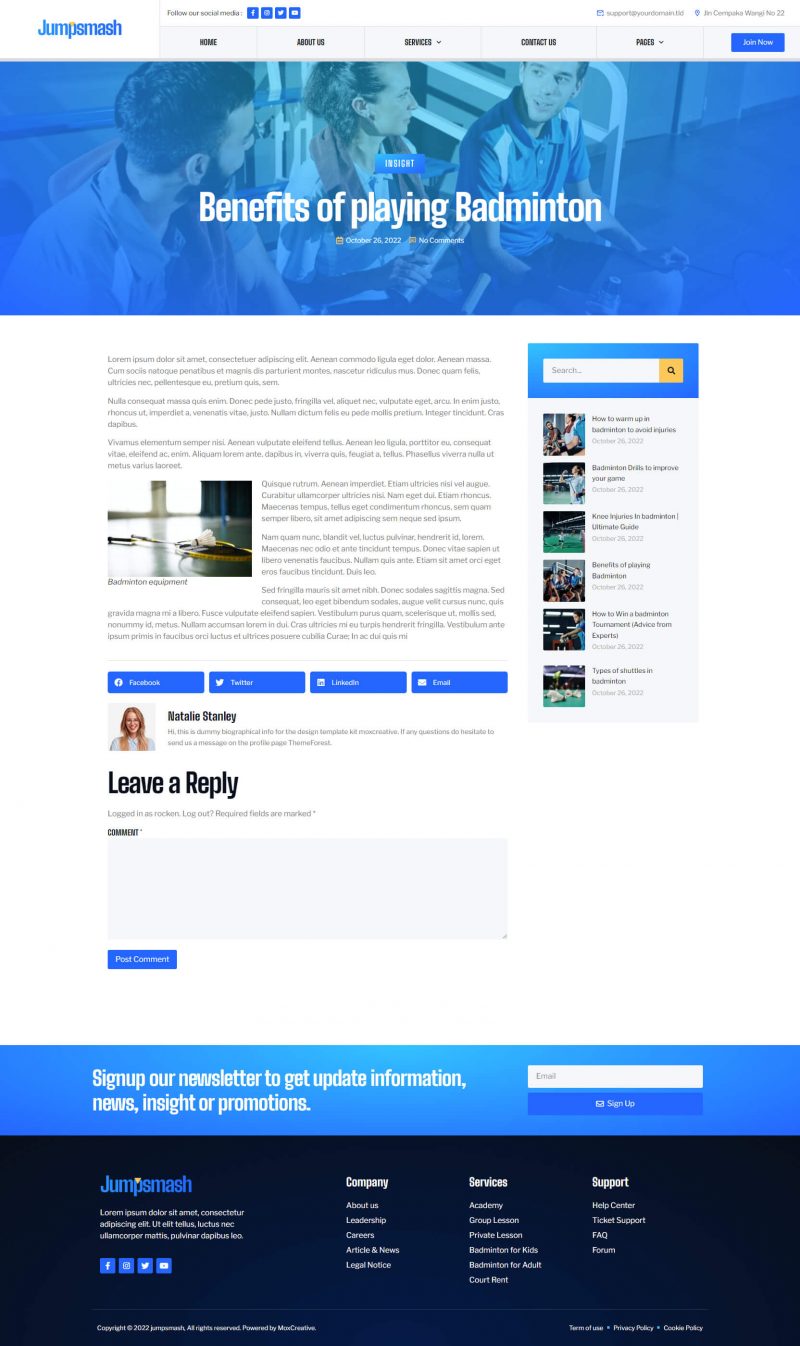 Jumpsmash
Follow our social media :
support@yourdomain.tld
Jln Cempaka Wangi No 22
HOME
ABOUT US
SERVICES
CONTACT US
PAGES
Join Now
INSIGHT
Benefits of playing Badminton
October 26, 2022
No Comments
Lorem ipsum dolor sit amet, consectetuer adipiscing elit. Aenean commodo ligula eget dolor. Aenean massa.
Cum sociis natoque penatibus et magnis dis parturient montes, nascetur ridiculus mus. Donec quam felis,
ultricies nec, pellentesque eu, pretium quis, sem.
Nulla consequat massa quis enim. Donec pede justo, fringilla vel, aliquet nec, vulputate eget, arcu. In enim justo,
rhoncus ut, imperdiet a, venenatis vitae, justo. Nullam dictum felis eu pede mollis pretium. Integer tincidunt. Cras
dapibus.
Vivamus elementum semper nisi. Aenean vulputate eleifend tellus. Aenean leo ligula, porttitor eu, consequat
vitae, eleifend ac, enim. Aliquam lorem ante, dapibus in, viverra quis, feugiat a, tellus. Phasellus viverra nulla ut
metus varius laoreet.
Quisque rutrum. Aenean imperdiet. Etiam ultricies nisi vel augue.
Curabitur ullamcorper ultricies nisi. Nam eget dui. Etiam rhoncus.
Maecenas tempus, tellus eget condimentum rhoncus, sem quam
semper libero, sit amet adipiscing sem neque sed ipsum.
Nam quam nunc, blandit vel, luctus pulvinar, hendrerit id, lorem.
Maecenas nec odio et ante tincidunt tempus. Donec vitae sapien ut
libero venenatis faucibus. Nullam quis ante. Etiam sit amet orci eget
eros faucibus tincidunt. Duis leo.
Badminton equipment
Sed fringilla mauris sit amet nibh. Donec sodales sagittis magna. Sed
consequat, leo eget bibendum sodales, augue velit cursus nunc, quis
gravida magna mi a libero. Fusce vulputate eleifend sapien. Vestibulum purus quam, scelerisque ut, mollis sed,
nonummy id, metus. Nullam accumsan lorem in dui. Cras ultricies mi eu turpis hendrerit fringilla. Vestibulum ante
ipsum primis in faucibus orci luctus et ultrices posuere cubilia Curae; In ac dui quis mi
Facebook
Twitter
LinkedIn
Email
Natalie Stanley
Hi, this is dummy biographical info for the design template kit moxcreative. If any questions do hesitate to
send us a message on the profile page ThemeForest.
Leave a Reply
Logged in as rocken. Log out? Required fields are marked *
COMMENT *
Post Comment
Search...
How to warm up in
badminton to avoid injuries
October 26, 2022
Badminton Drills to improve
your game
October 26, 2022
Knee Injuries In badminton |
Ultimate Guide
October 26, 2022
Benefits of playing
Badminton
October 26, 2022
How to Win a badminton
Tournament (Advice from
Experts)
October 26, 2022
Types of shuttles in
badminton
October 26, 2022
Signup our newsletter to get update information,
news, insight or promotions.
Email
Sign Up
Jumpsmash
Lorem ipsum dolor sit amet, consectetur
adipiscing elit. Ut elit tellus, luctus nec
ullamcorper mattis, pulvinar dapibus leo.
Company
About us
Leadership
Careers
Article & News
Legal Notice
Services
Academy
Group Lesson
Private Lesson
Badminton for Kids
Badminton for Adult
Court Rent
Support
Help Center
Ticket Support
FAQ
Forum
Copyright © 2022 jumpsmash, All rights reserved. Powered by MoxCreative.
Term of use
Privacy Policy
Cookie Policy